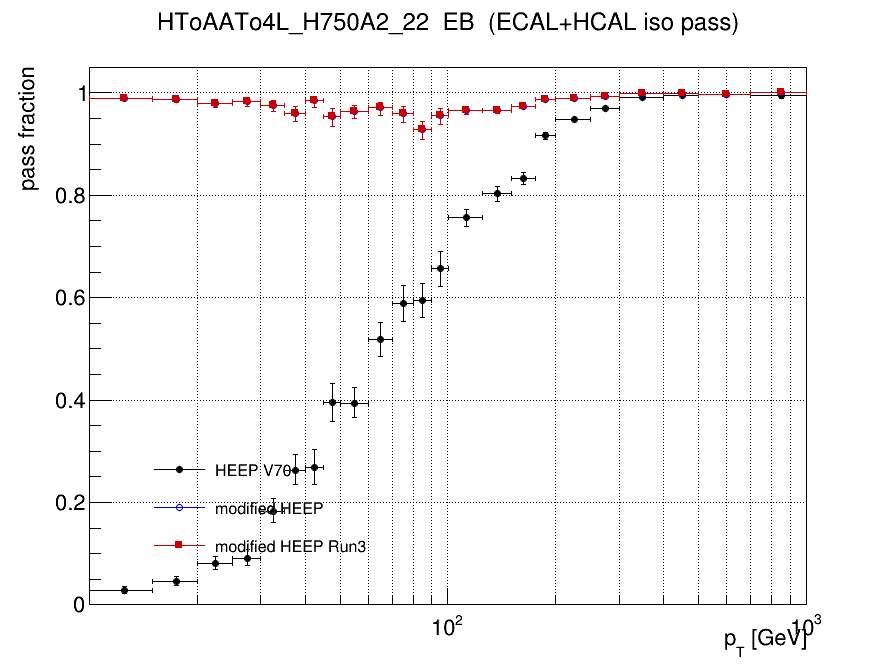 HToAATo4L_H750A2_22 EB (ECAL+HCAL iso pass)
pass fraction
1
0.8
0.6
0.4
0.2
0
HEEP V70
modified HEEP
modified HEEP Run3
10²
10³
p_T [GeV]